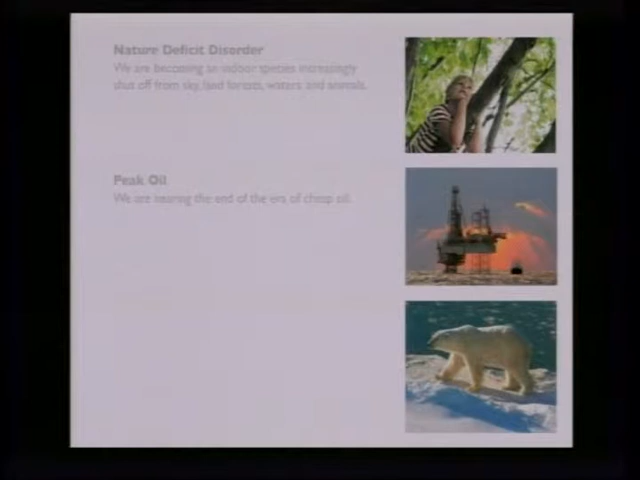 Nature Deficit Disorder
We are becoming an indoor species increasingly
shut off from sky, land forests, waters and animals.
Peak Oil
We are nearing the end of the era of cheap oil.